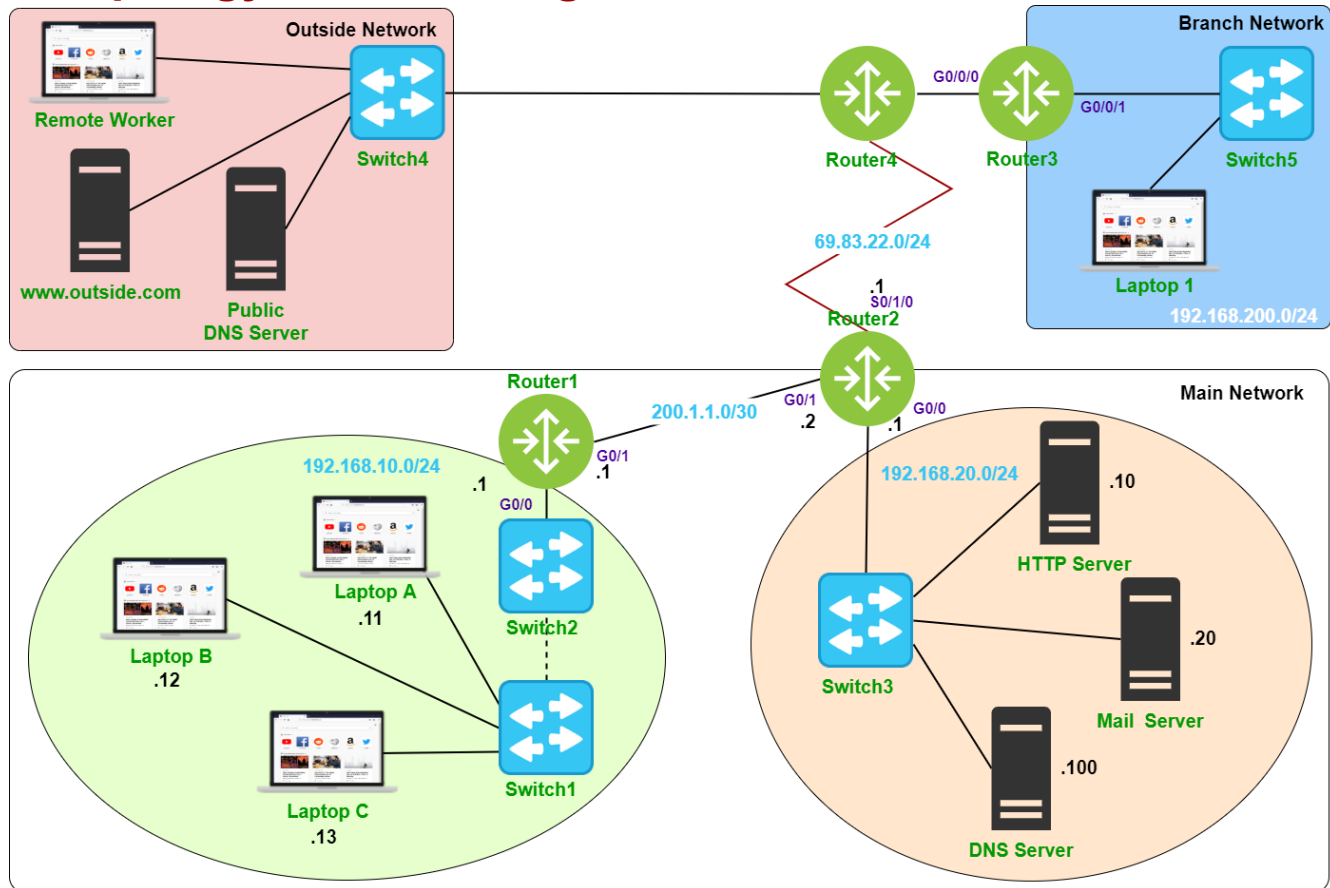 Outside Network
Remote Worker
Switch4
www.outside.com
Public
DNS Server
Branch Network
G0/0/0
G0/0/1
Router4
Router3
Switch5
Laptop 1
192.168.200.0/24
69.83.22.0/24
.1
S0/1/0
Router2
Main Network
Router1
200.1.1.0/30
G0/1
.2
G0/0
.1
G0/1
.1
192.168.10.0/24
.1
G0/0
Laptop A
.11
Switch2
Laptop B
.12
Laptop C
.13
Switch1
192.168.20.0/24
.10
HTTP Server
Switch3
.20
Mail Server
.100
DNS Server